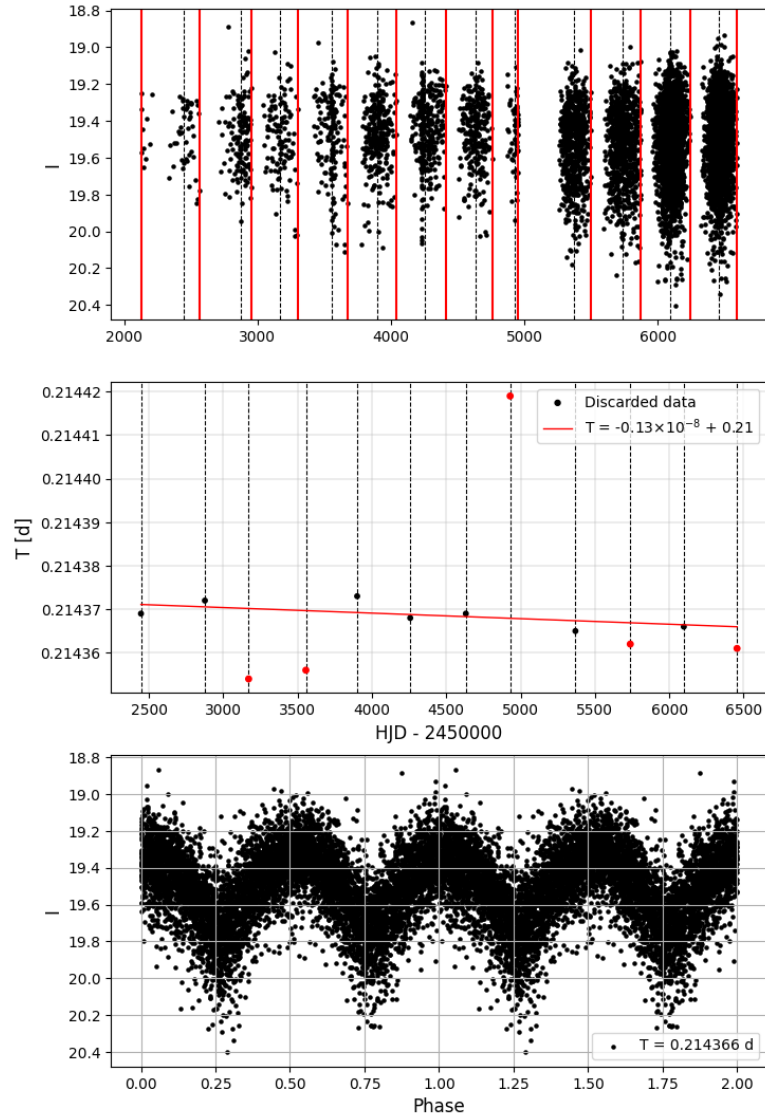 18.8
19.0
19.2
19.4
19.6
19.8
20.0
20.2
20.4
I
2000 3000 4000 5000 6000
0.21442
0.21441
0.21440
0.21439
0.21438
0.21437
0.21436
T [d]
Discarded data
T = -0.13×10⁻⁸ + 0.21
2500 3000 3500 4000 4500 5000 5500 6000 6500
HJD - 2450000
18.8
19.0
19.2
19.4
19.6
19.8
20.0
20.2
20.4
I
T = 0.214366 d
0.00 0.25 0.50 0.75 1.00 1.25 1.50 1.75 2.00
Phase